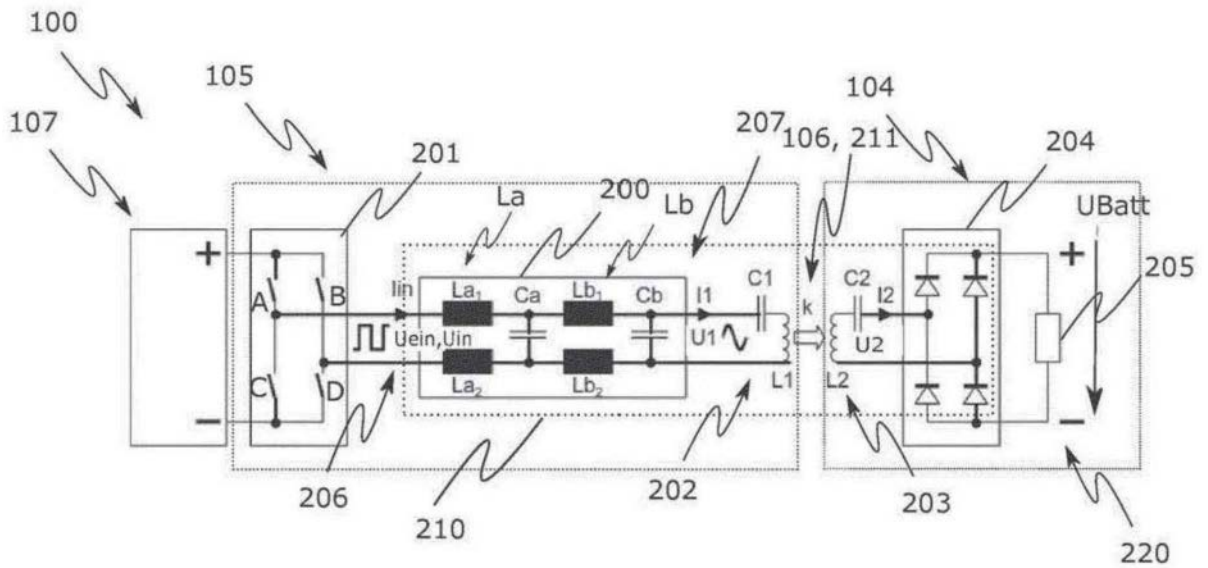 100
105
104
107
207
106, 211
204
201
200
La
Lb
UBatt
+
+
205
A
B
Iin
La₁
Ca
Lb₁
Cb
I1
C1
k
C2
I2
Uein,Uin
U1
U2
C
D
La₂
Lb₂
L1
L2
−
−
206
210
202
203
220